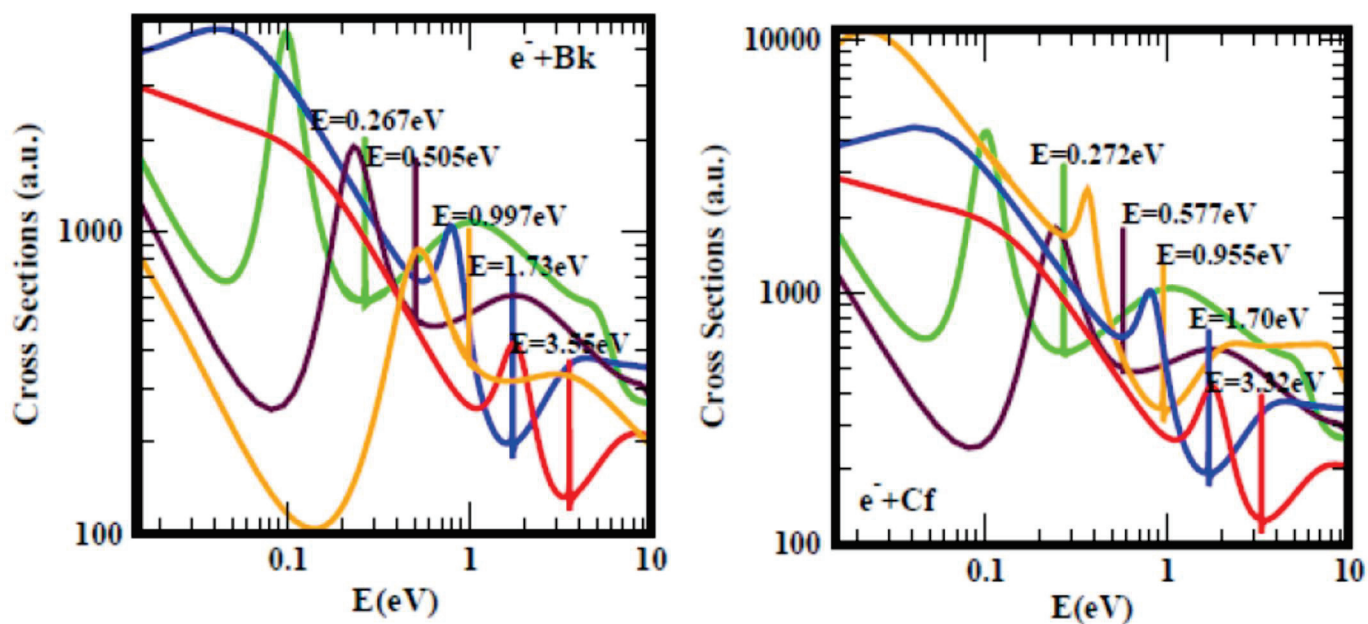 e⁻+Bk
E=0.267eV
E=0.505eV
E=0.997eV
E=1.73eV
E=3.55eV
1000
100
0.1
1
10
E(eV)
Cross Sections (a.u.)
10000
E=0.272eV
E=0.577eV
E=0.955eV
E=1.70eV
E=3.32eV
1000
e⁻+Cf
100
0.1
1
10
E(eV)
Cross Sections (a.u.)